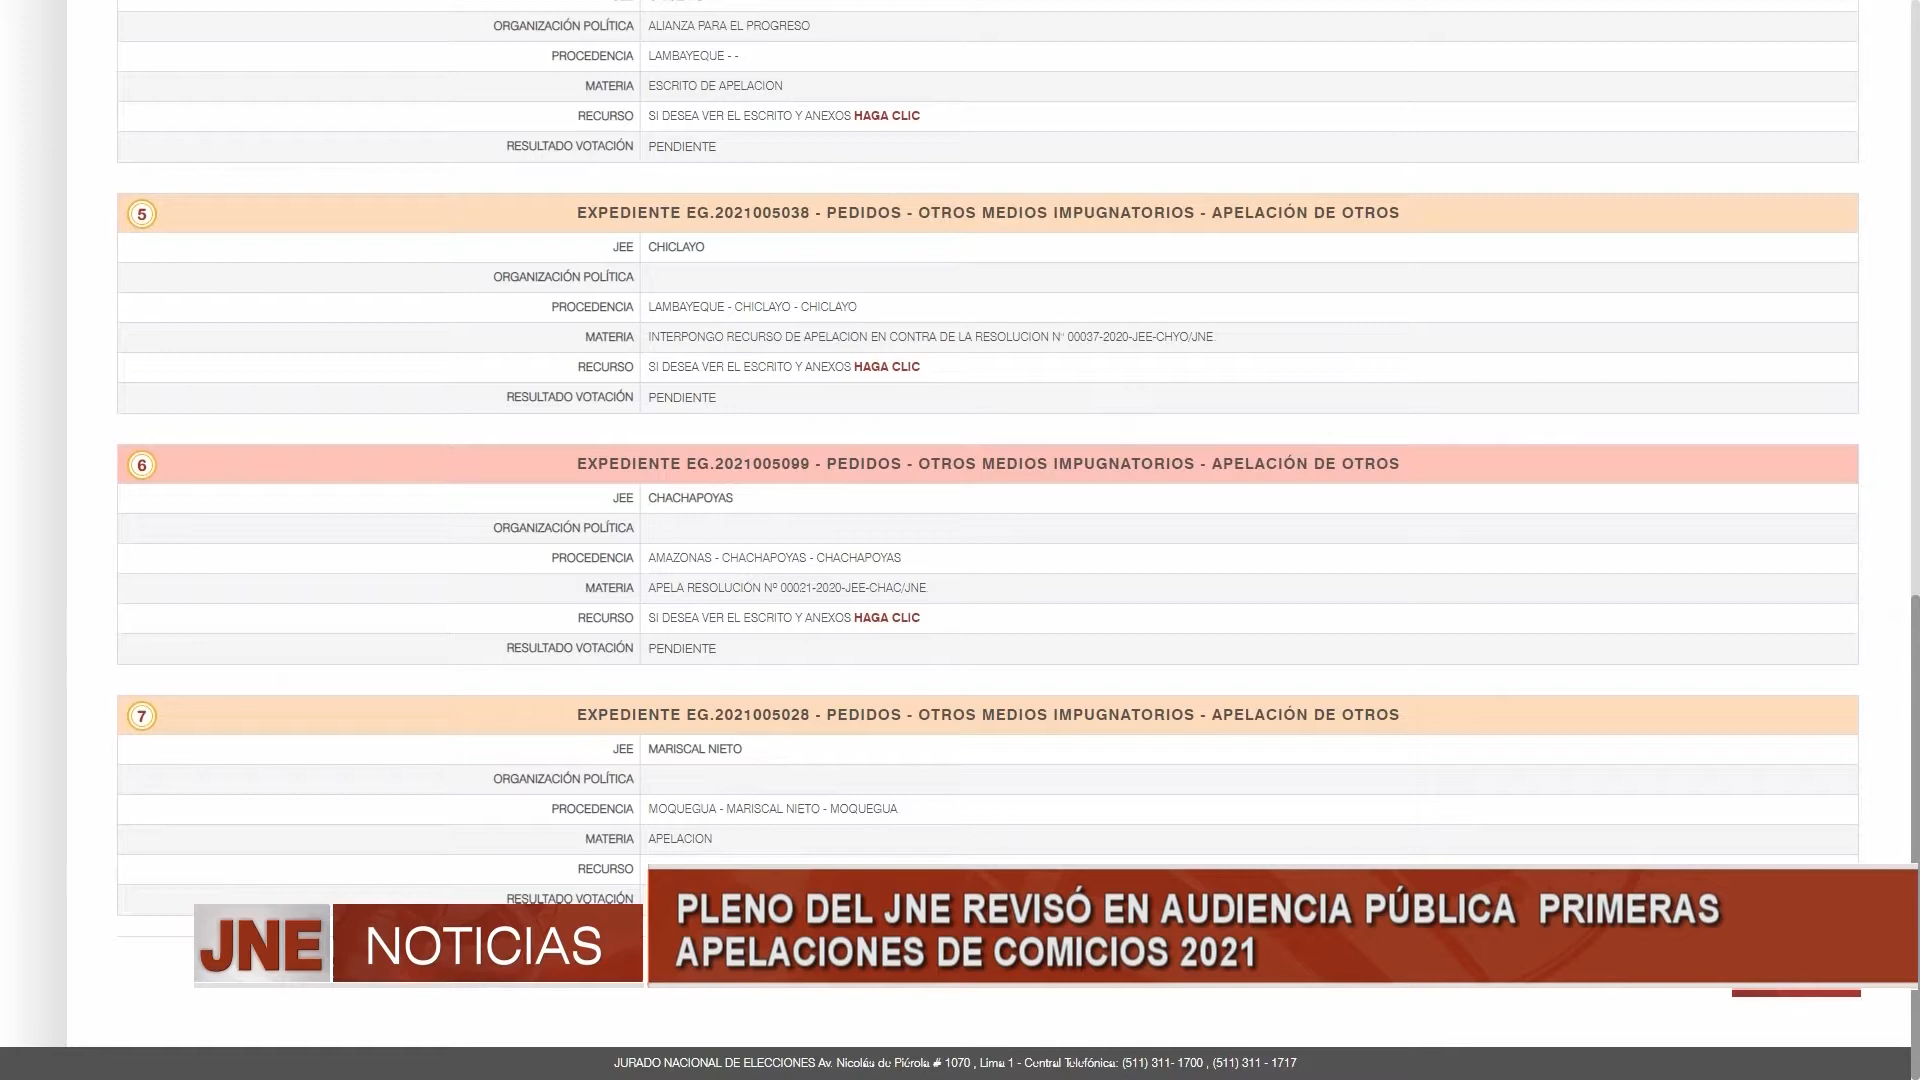 ORGANIZACIÓN POLÍTICA ALIANZA PARA EL PROGRESO
PROCEDENCIA LAMBAYEQUE - -
MATERIA ESCRITO DE APELACION
RECURSO SI DESEA VER EL ESCRITO Y ANEXOS HAGA CLIC
RESULTADO VOTACIÓN PENDIENTE
5 EXPEDIENTE EG.2021005038 - PEDIDOS - OTROS MEDIOS IMPUGNATORIOS - APELACIÓN DE OTROS
JEE CHICLAYO
ORGANIZACIÓN POLÍTICA
PROCEDENCIA LAMBAYEQUE - CHICLAYO - CHICLAYO
MATERIA INTERPONGO RECURSO DE APELACION EN CONTRA DE LA RESOLUCION N° 00037-2020-JEE-CHYO/JNE.
RECURSO SI DESEA VER EL ESCRITO Y ANEXOS HAGA CLIC
RESULTADO VOTACIÓN PENDIENTE
6 EXPEDIENTE EG.2021005099 - PEDIDOS - OTROS MEDIOS IMPUGNATORIOS - APELACIÓN DE OTROS
JEE CHACHAPOYAS
ORGANIZACIÓN POLÍTICA
PROCEDENCIA AMAZONAS - CHACHAPOYAS - CHACHAPOYAS
MATERIA APELA RESOLUCIÓN Nº 00021-2020-JEE-CHAC/JNE.
RECURSO SI DESEA VER EL ESCRITO Y ANEXOS HAGA CLIC
RESULTADO VOTACIÓN PENDIENTE
7 EXPEDIENTE EG.2021005028 - PEDIDOS - OTROS MEDIOS IMPUGNATORIOS - APELACIÓN DE OTROS
JEE MARISCAL NIETO
ORGANIZACIÓN POLÍTICA
PROCEDENCIA MOQUEGUA - MARISCAL NIETO - MOQUEGUA
MATERIA APELACION
RECURSO
RESULTADO VOTACIÓN
JNE NOTICIAS
PLENO DEL JNE REVISÓ EN AUDIENCIA PÚBLICA PRIMERAS
APELACIONES DE COMICIOS 2021
JURADO NACIONAL DE ELECCIONES Av. Nicolás de Piérola # 1070 , Lima 1 - Central Telefónica: (511) 311- 1700 , (511) 311 - 1717